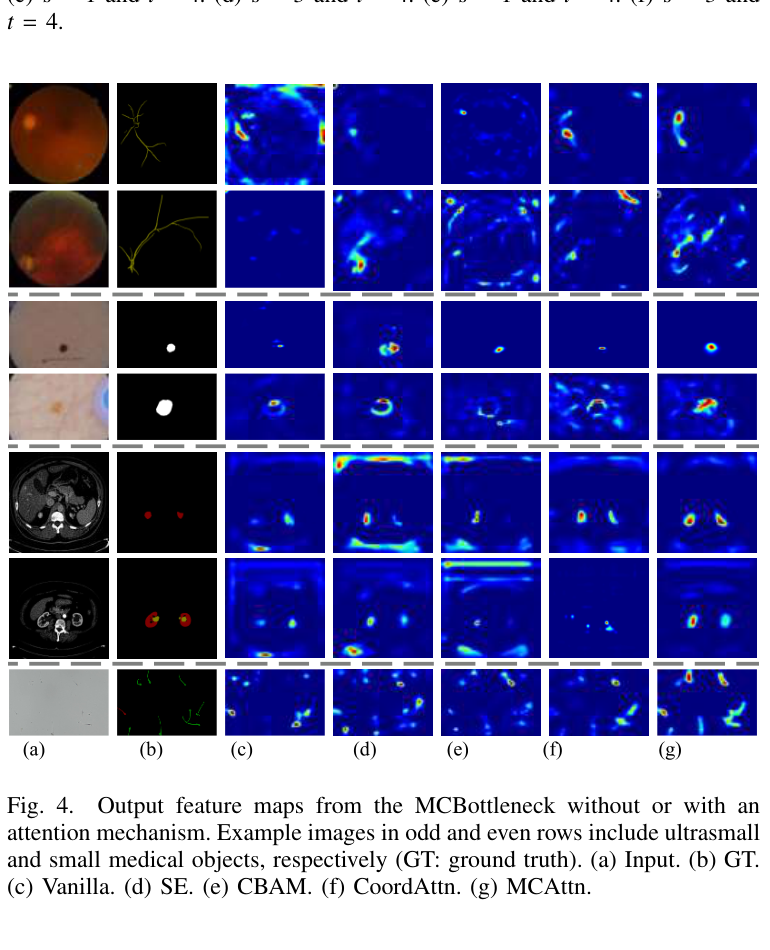 t = 4.
(a) (b) (c) (d) (e) (f) (g)
Fig. 4. Output feature maps from the MCBottleneck without or with an
attention mechanism. Example images in odd and even rows include ultrasmall
and small medical objects, respectively (GT: ground truth). (a) Input. (b) GT.
(c) Vanilla. (d) SE. (e) CBAM. (f) CoordAttn. (g) MCAttn.